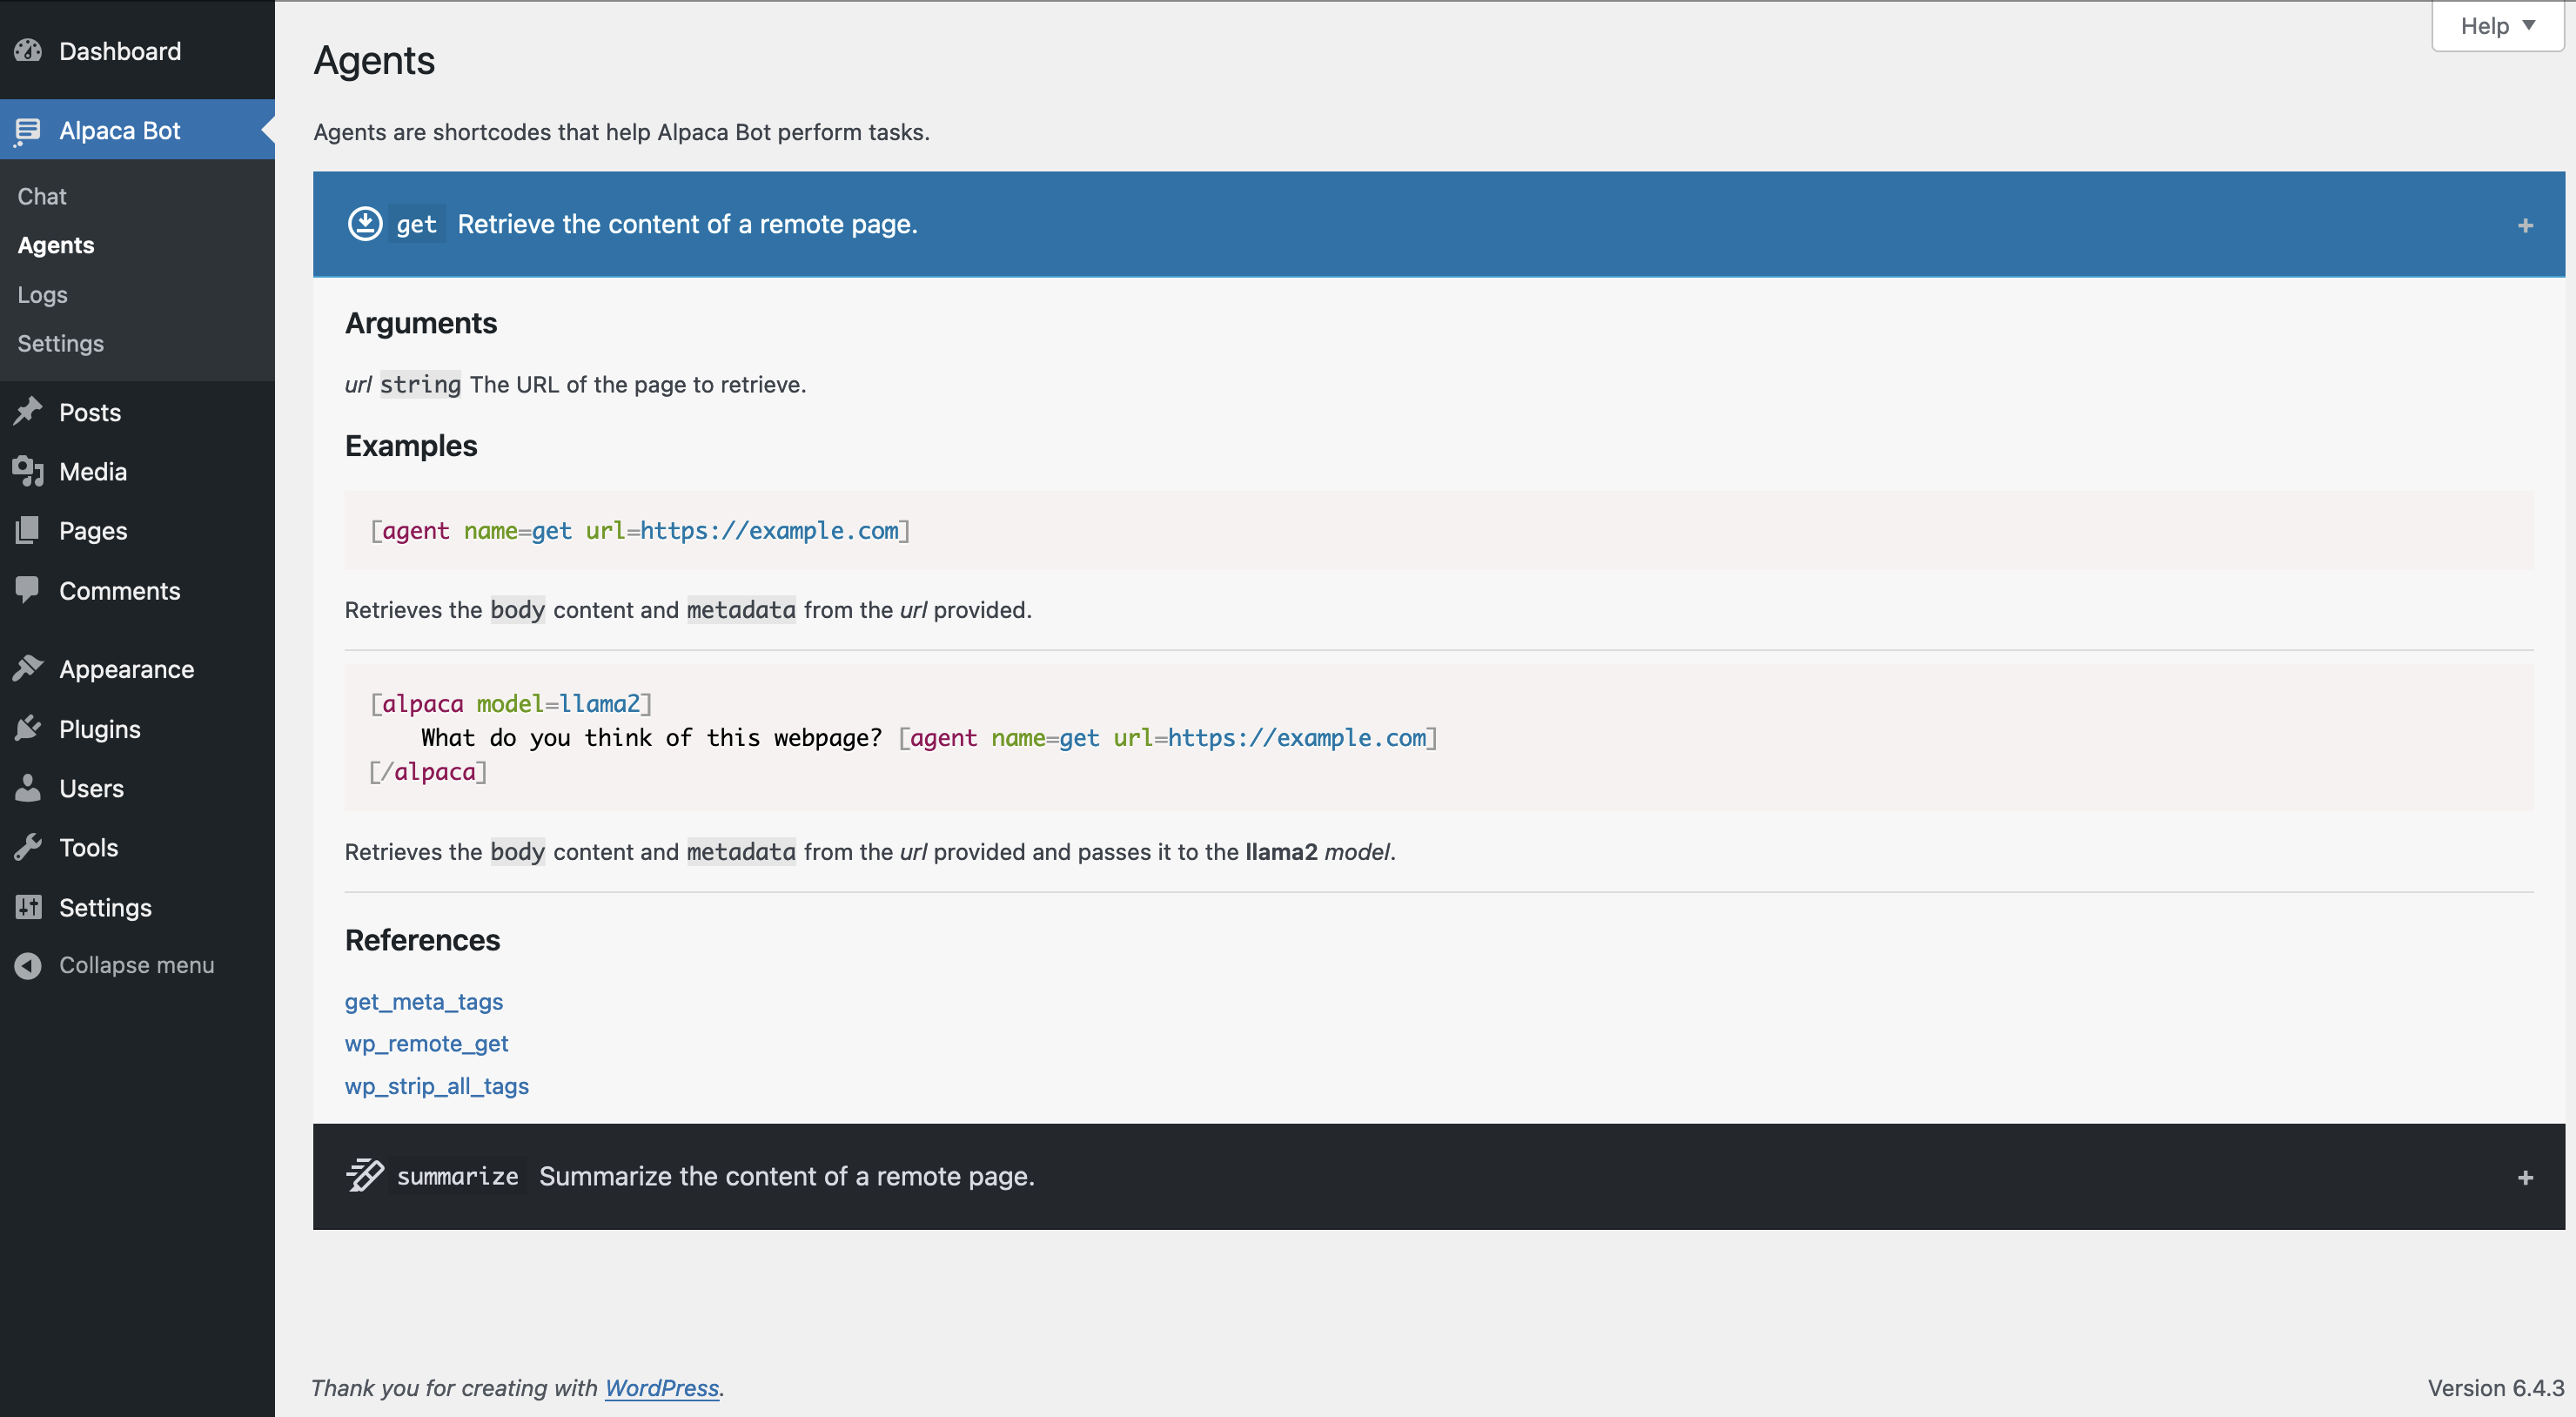 Dashboard
Alpaca Bot
Chat
Agents
Logs
Settings
Posts
Media
Pages
Comments
Appearance
Plugins
Users
Tools
Settings
Collapse menu
Help
Agents
Agents are shortcodes that help Alpaca Bot perform tasks.
get Retrieve the content of a remote page. +
Arguments
url string The URL of the page to retrieve.
Examples
[agent name=get url=https://example.com]
Retrieves the body content and metadata from the url provided.
[alpaca model=llama2]
What do you think of this webpage? [agent name=get url=https://example.com]
[/alpaca]
Retrieves the body content and metadata from the url provided and passes it to the llama2 model.
References
get_meta_tags
wp_remote_get
wp_strip_all_tags
summarize Summarize the content of a remote page. +
Thank you for creating with WordPress.
Version 6.4.3